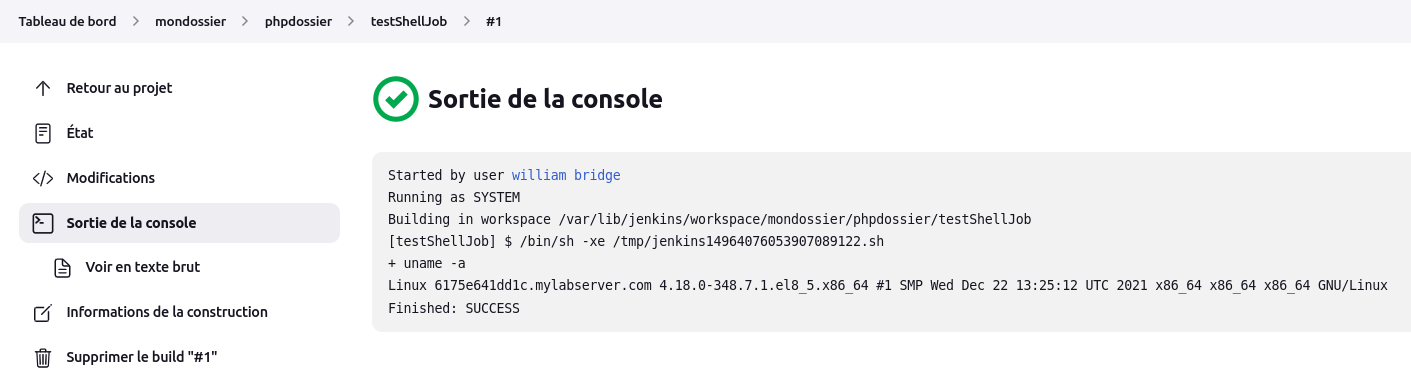 Tableau de bord > mondossier > phpdossier > testShellJob > #1
Retour au projet
État
Modifications
Sortie de la console
Voir en texte brut
Informations de la construction
Supprimer le build "#1"
Sortie de la console
Started by user william bridge
Running as SYSTEM
Building in workspace /var/lib/jenkins/workspace/mondossier/phpdossier/testShellJob
[testShellJob] $ /bin/sh -xe /tmp/jenkins14964076053907089122.sh
+ uname -a
Linux 6175e641dd1c.mylabserver.com 4.18.0-348.7.1.el8_5.x86_64 #1 SMP Wed Dec 22 13:25:12 UTC 2021 x86_64 x86_64 x86_64 GNU/Linux
Finished: SUCCESS